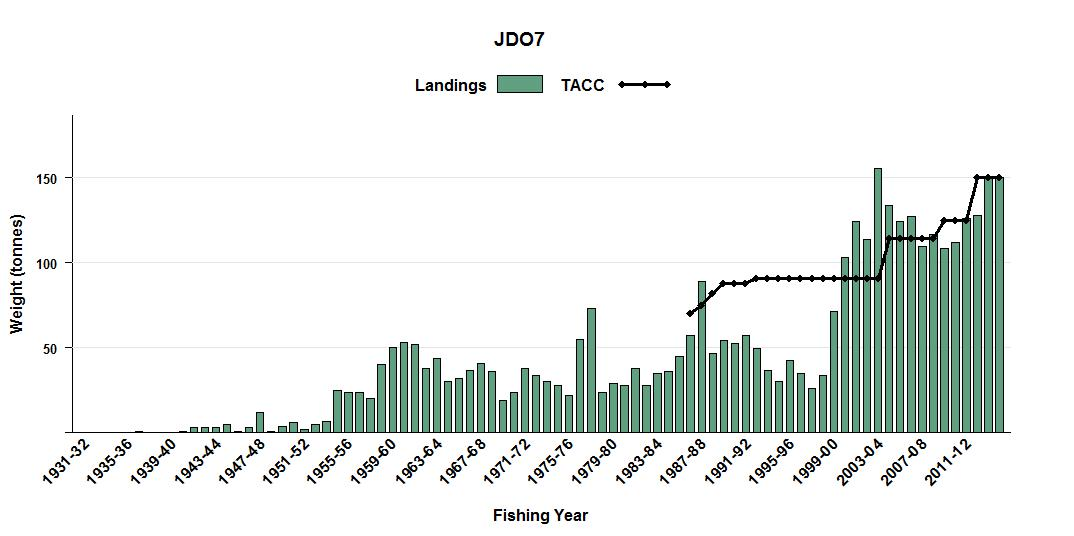 JDO7
Landings TACC
Weight (tonnes)
150
100
50
1931-32 1935-36 1939-40 1943-44 1947-48 1951-52 1955-56 1959-60 1963-64 1967-68 1971-72 1975-76 1979-80 1983-84 1987-88 1991-92 1995-96 1999-00 2003-04 2007-08 2011-12
Fishing Year